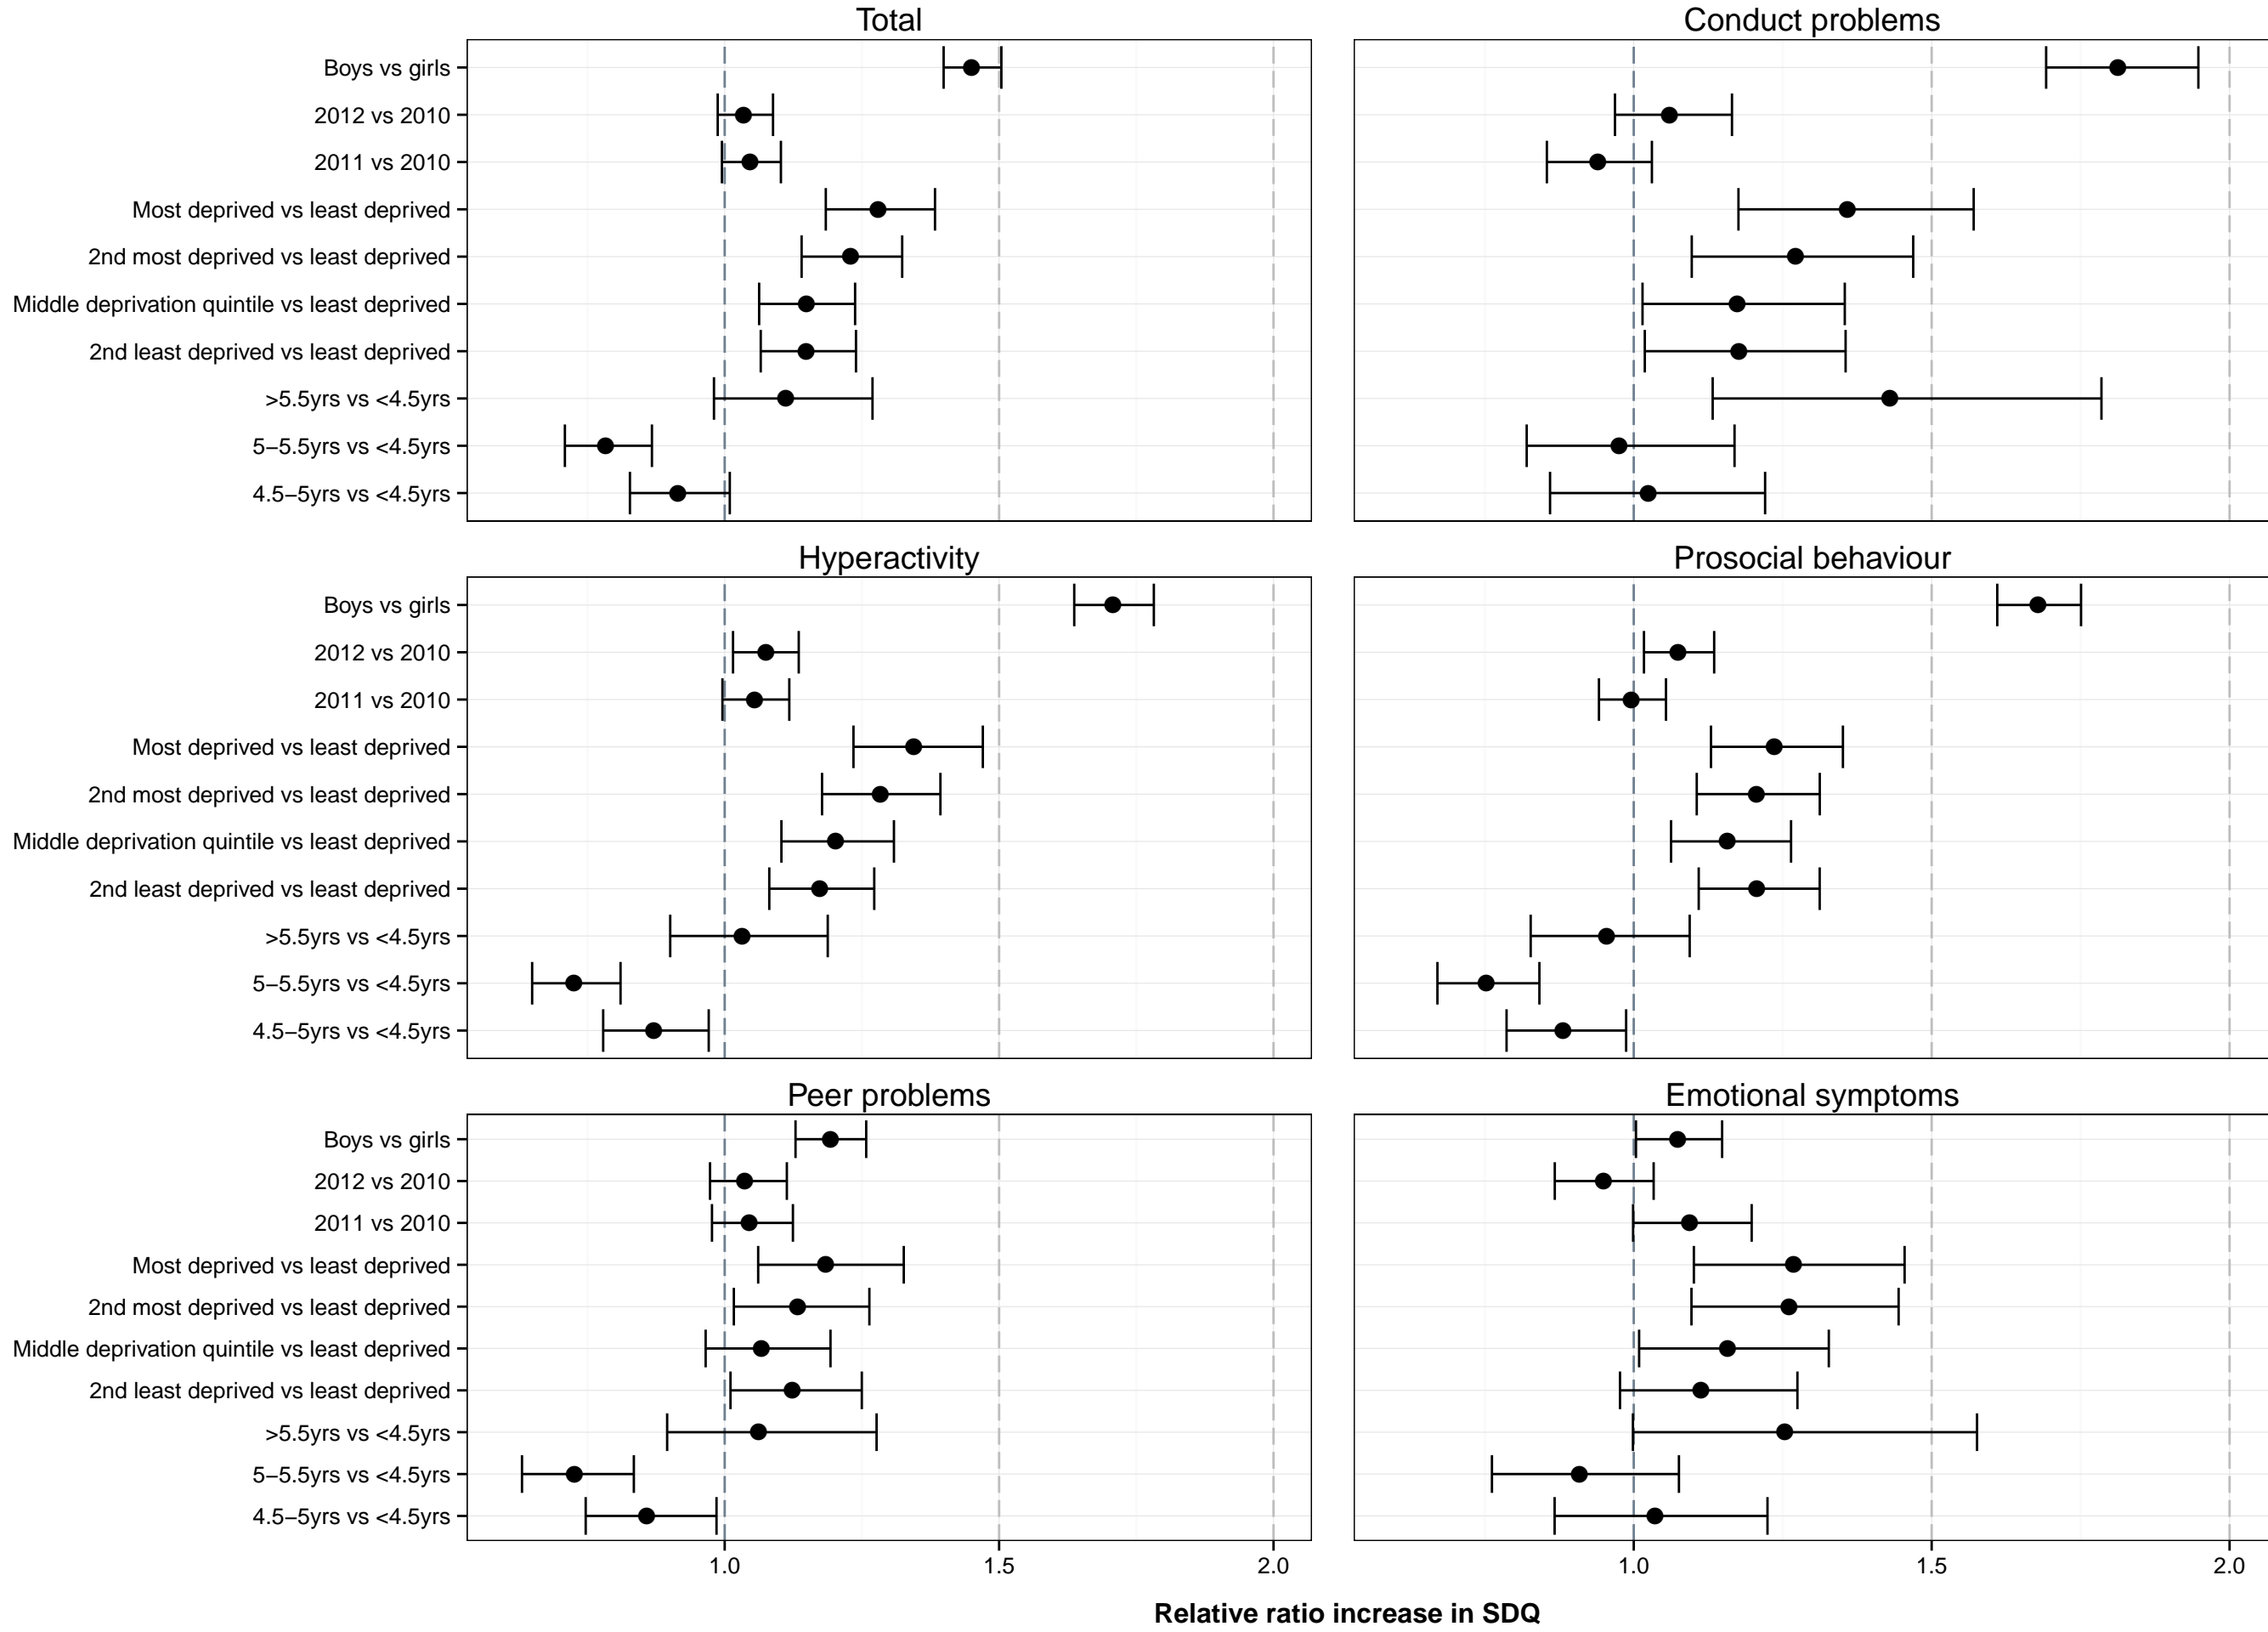 Total
Conduct problems
Boys vs girls
2012 vs 2010
2011 vs 2010
Most deprived vs least deprived
2nd most deprived vs least deprived
Middle deprivation quintile vs least deprived
2nd least deprived vs least deprived
>5.5yrs vs <4.5yrs
5−5.5yrs vs <4.5yrs
4.5−5yrs vs <4.5yrs
Hyperactivity
Prosocial behaviour
Boys vs girls
2012 vs 2010
2011 vs 2010
Most deprived vs least deprived
2nd most deprived vs least deprived
Middle deprivation quintile vs least deprived
2nd least deprived vs least deprived
>5.5yrs vs <4.5yrs
5−5.5yrs vs <4.5yrs
4.5−5yrs vs <4.5yrs
Peer problems
Emotional symptoms
Boys vs girls
2012 vs 2010
2011 vs 2010
Most deprived vs least deprived
2nd most deprived vs least deprived
Middle deprivation quintile vs least deprived
2nd least deprived vs least deprived
>5.5yrs vs <4.5yrs
5−5.5yrs vs <4.5yrs
4.5−5yrs vs <4.5yrs
1.0 1.5 2.0
1.0 1.5 2.0
Relative ratio increase in SDQ